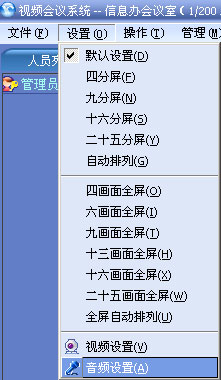 视频会议系统 -- 信息办会议室( 1/200
文件(F) 设置(O) 操作(T) 管理(M)
人员列
管理员
默认设置(D)
四分屏(F)
九分屏(N)
十六分屏(S)
二十五分屏(Y)
自动排列(G)
四画面全屏(O)
六画面全屏(I)
九画面全屏(T)
十三画面全屏(H)
十六画面全屏(X)
二十五画面全屏(W)
全屏自动排列(U)
视频设置(V)
音频设置(A)